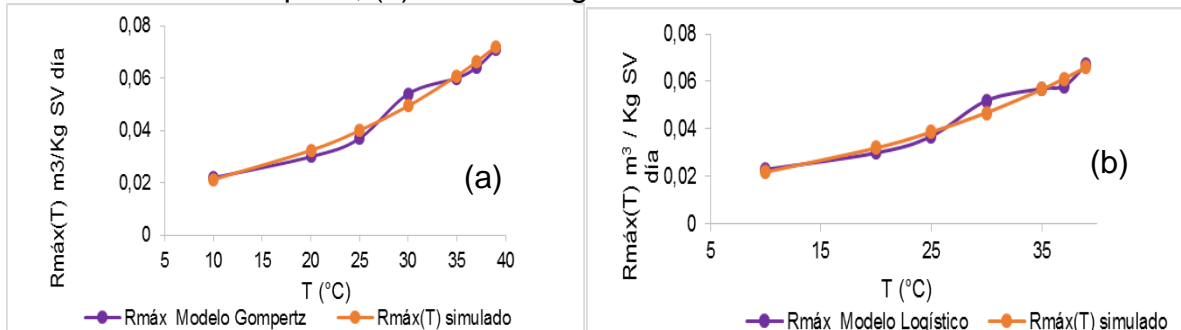 0,08
0,06
0,04
0,02
0
Rmáx(T) m3/Kg SV día
5 10 15 20 25 30 35 40
T (°C)
(a)
Rmáx Modelo Gompertz Rmáx(T) simulado
0,08
0,06
0,04
0,02
0
Rmáx(T) m³ / Kg SV
día
5 15 25 35
T (°C)
(b)
Rmáx Modelo Logístico Rmáx(T) simulado